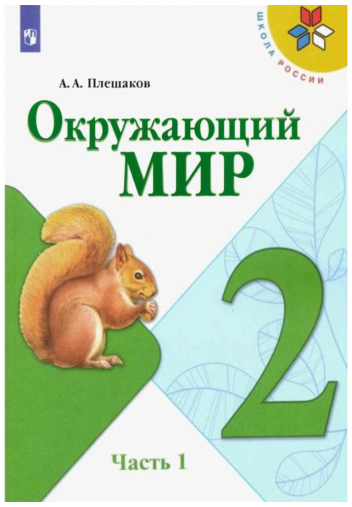 ШКОЛА РОССИИ
А. А. Плешаков
Окружающий
МИР
2
Часть 1